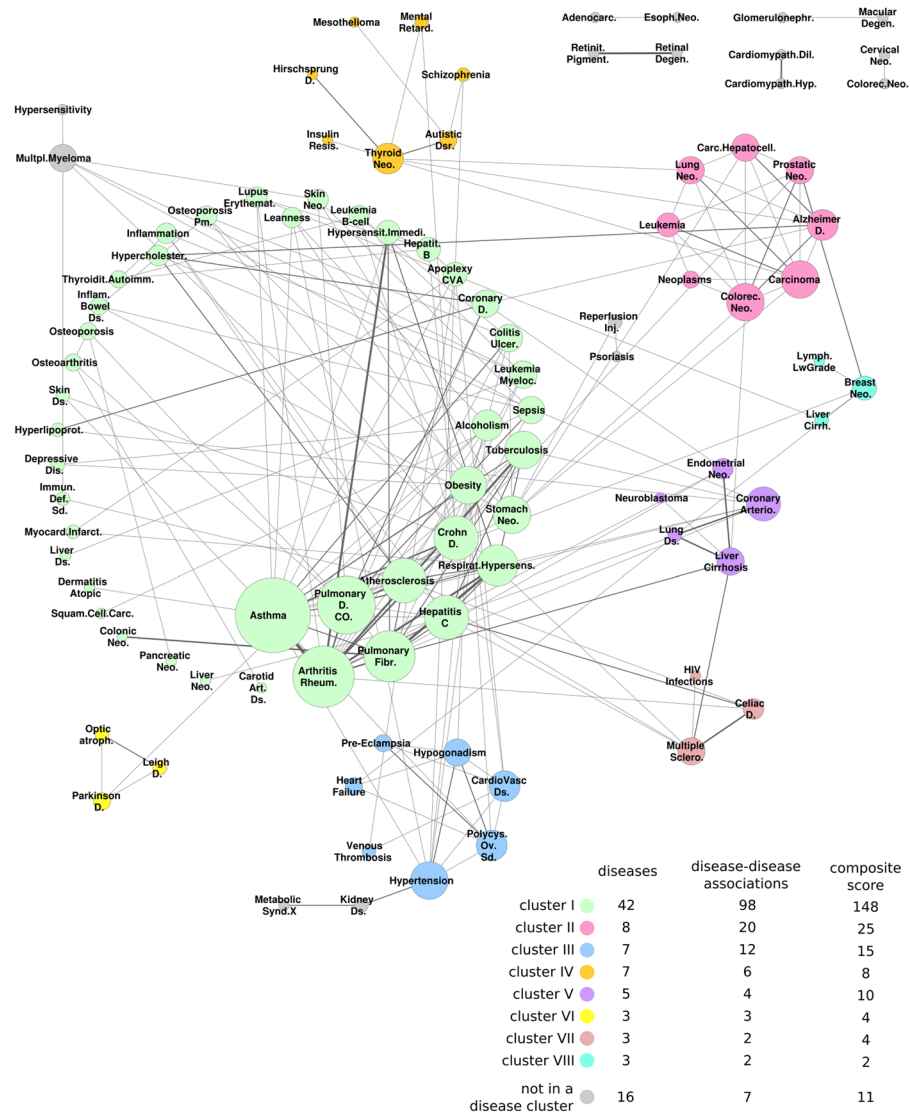 Mesothelioma
Mental
Retard.
Adenocarc.
Esoph.Neo.
Glomerulonephr.
Macular
Degen.
Retinit.
Pigment.
Retinal
Degen.
Cardiomypath.Dil.
Cervical
Neo.
Cardiomypath.Hyp.
Colorec.Neo.
Hirschsprung
D.
Schizophrenia
Hypersensitivity
Insulin
Resis.
Autistic
Dsr.
Thyroid
Neo.
Multpl.Myeloma
Carc.Hepatocell.
Lung
Neo.
Prostatic
Neo.
Leukemia
Alzheimer
D.
Neoplasms
Carcinoma
Colorec.
Neo.
Lupus
Erythemat.
Skin
Neo.
Osteoporosis
Pm.
Leanness
Leukemia
B-cell
Inflammation
Hypersensit.Immedi.
Hepatit.
B
Hypercholester.
Apoplexy
CVA
Thyroidit.Autoimm.
Coronary
D.
Inflam.
Bowel
Ds.
Reperfusion
Inj.
Osteoporosis
Colitis
Ulcer.
Psoriasis
Lymph.
LwGrade
Osteoarthritis
Leukemia
Myeloc.
Breast
Neo.
Skin
Ds.
Sepsis
Liver
Cirrh.
Hyperlipoprot.
Alcoholism
Tuberculosis
Depressive
Dis.
Endometrial
Neo.
Immun.
Def.
Sd.
Obesity
Neuroblastoma
Coronary
Arterio.
Stomach
Neo.
Myocard.Infarct.
Crohn
D.
Lung
Ds.
Liver
Ds.
Respirat.Hypersens.
Liver
Cirrhosis
Dermatitis
Atopic
Atherosclerosis
Pulmonary
D.
CO.
Squam.Cell.Carc.
Asthma
Hepatitis
C
Colonic
Neo.
Pancreatic
Neo.
Pulmonary
Fibr.
Liver
Neo.
Carotid
Art.
Ds.
Arthritis
Rheum.
HIV
Infections
Celiac
D.
Optic
atroph.
Pre-Eclampsia
Hypogonadism
Multiple
Sclero.
Leigh
D.
Heart
Failure
CardioVasc
Ds.
Parkinson
D.
Polycys.
Ov.
Sd.
Venous
Thrombosis
Hypertension
Metabolic
Synd.X
Kidney
Ds.
diseases
disease-disease
associations
composite
score
cluster I 42 98 148
cluster II 8 20 25
cluster III 7 12 15
cluster IV 7 6 8
cluster V 5 4 10
cluster VI 3 3 4
cluster VII 3 2 4
cluster VIII 3 2 2
not in a
disease cluster 16 7 11